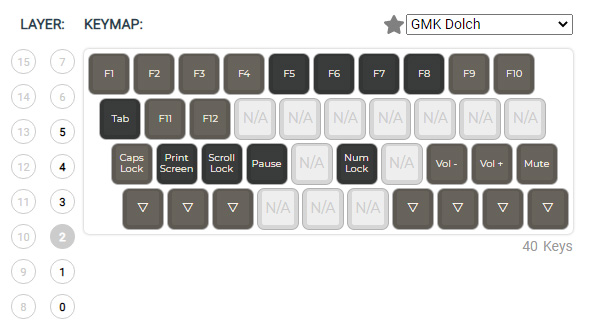 LAYER: KEYMAP: GMK Dolch
15 7 F1 F2 F3 F4 F5 F6 F7 F8 F9 F10
14 6
13 5 Tab F11 F12 N/A N/A N/A N/A N/A N/A N/A
12 4 Caps Lock Print Screen Scroll Lock Pause N/A Num Lock N/A Vol - Vol + Mute
11 3 ▽ ▽ ▽ N/A N/A N/A ▽ ▽ ▽ ▽
10 2
40 Keys
9 1
8 0